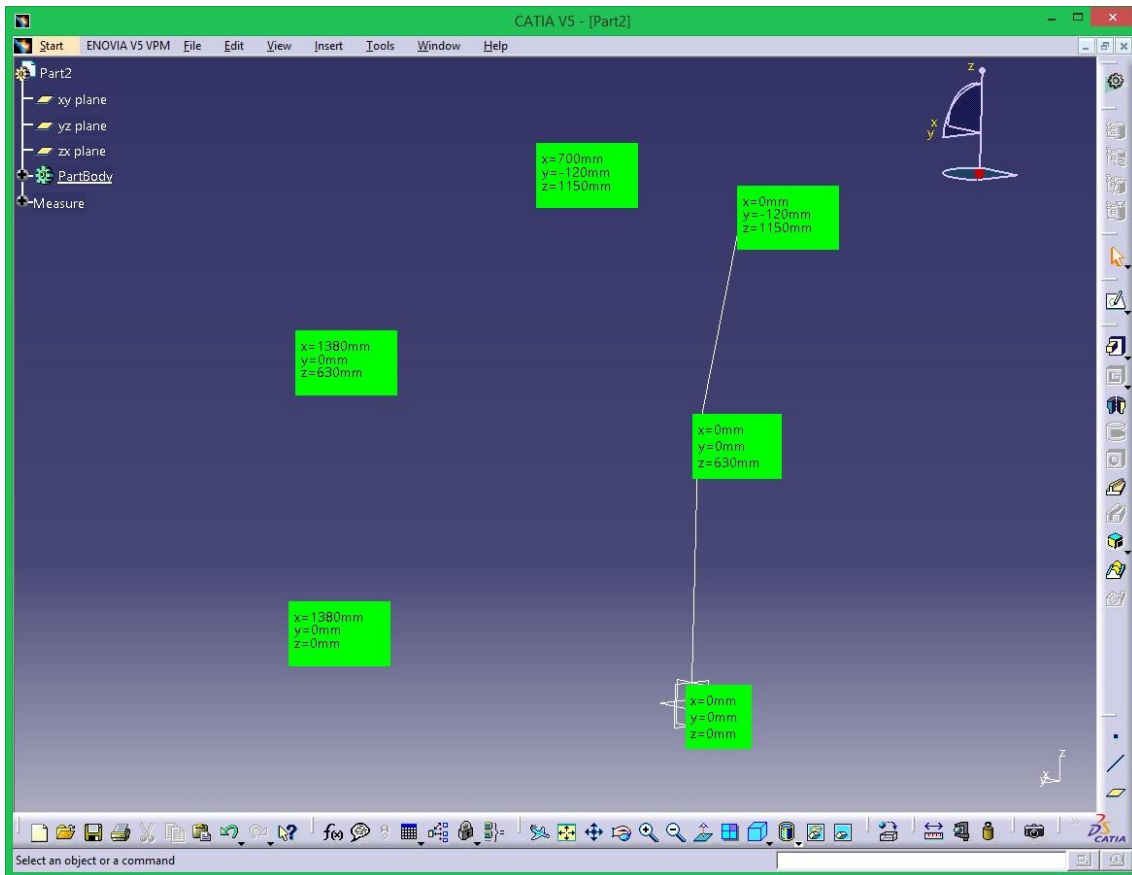 CATIA V5 - [Part2]
Start ENOVIA V5 VPM File Edit View Insert Tools Window Help
Part2
xy plane
yz plane
zx plane
PartBody
Measure
z
x
y
x=700mm
y=-120mm
z=1150mm
x=0mm
y=-120mm
z=1150mm
x=1380mm
y=0mm
z=630mm
x=0mm
y=0mm
z=630mm
x=1380mm
y=0mm
z=0mm
x=0mm
y=0mm
z=0mm
z
x
y
f(x)
CATIA
Select an object or a command